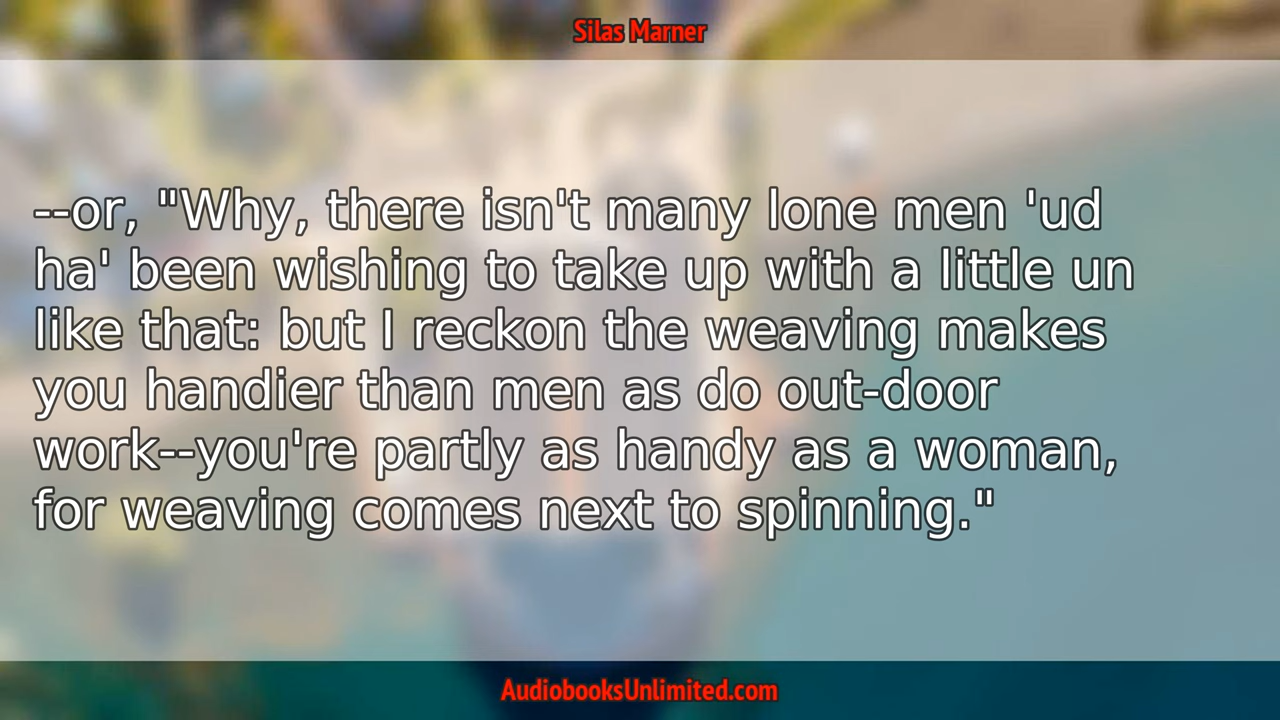 Silas Marner
--or, "Why, there isn't many lone men 'ud
ha' been wishing to take up with a little un
like that: but I reckon the weaving makes
you handier than men as do out-door
work--you're partly as handy as a woman,
for weaving comes next to spinning."
AudiobooksUnlimited.com